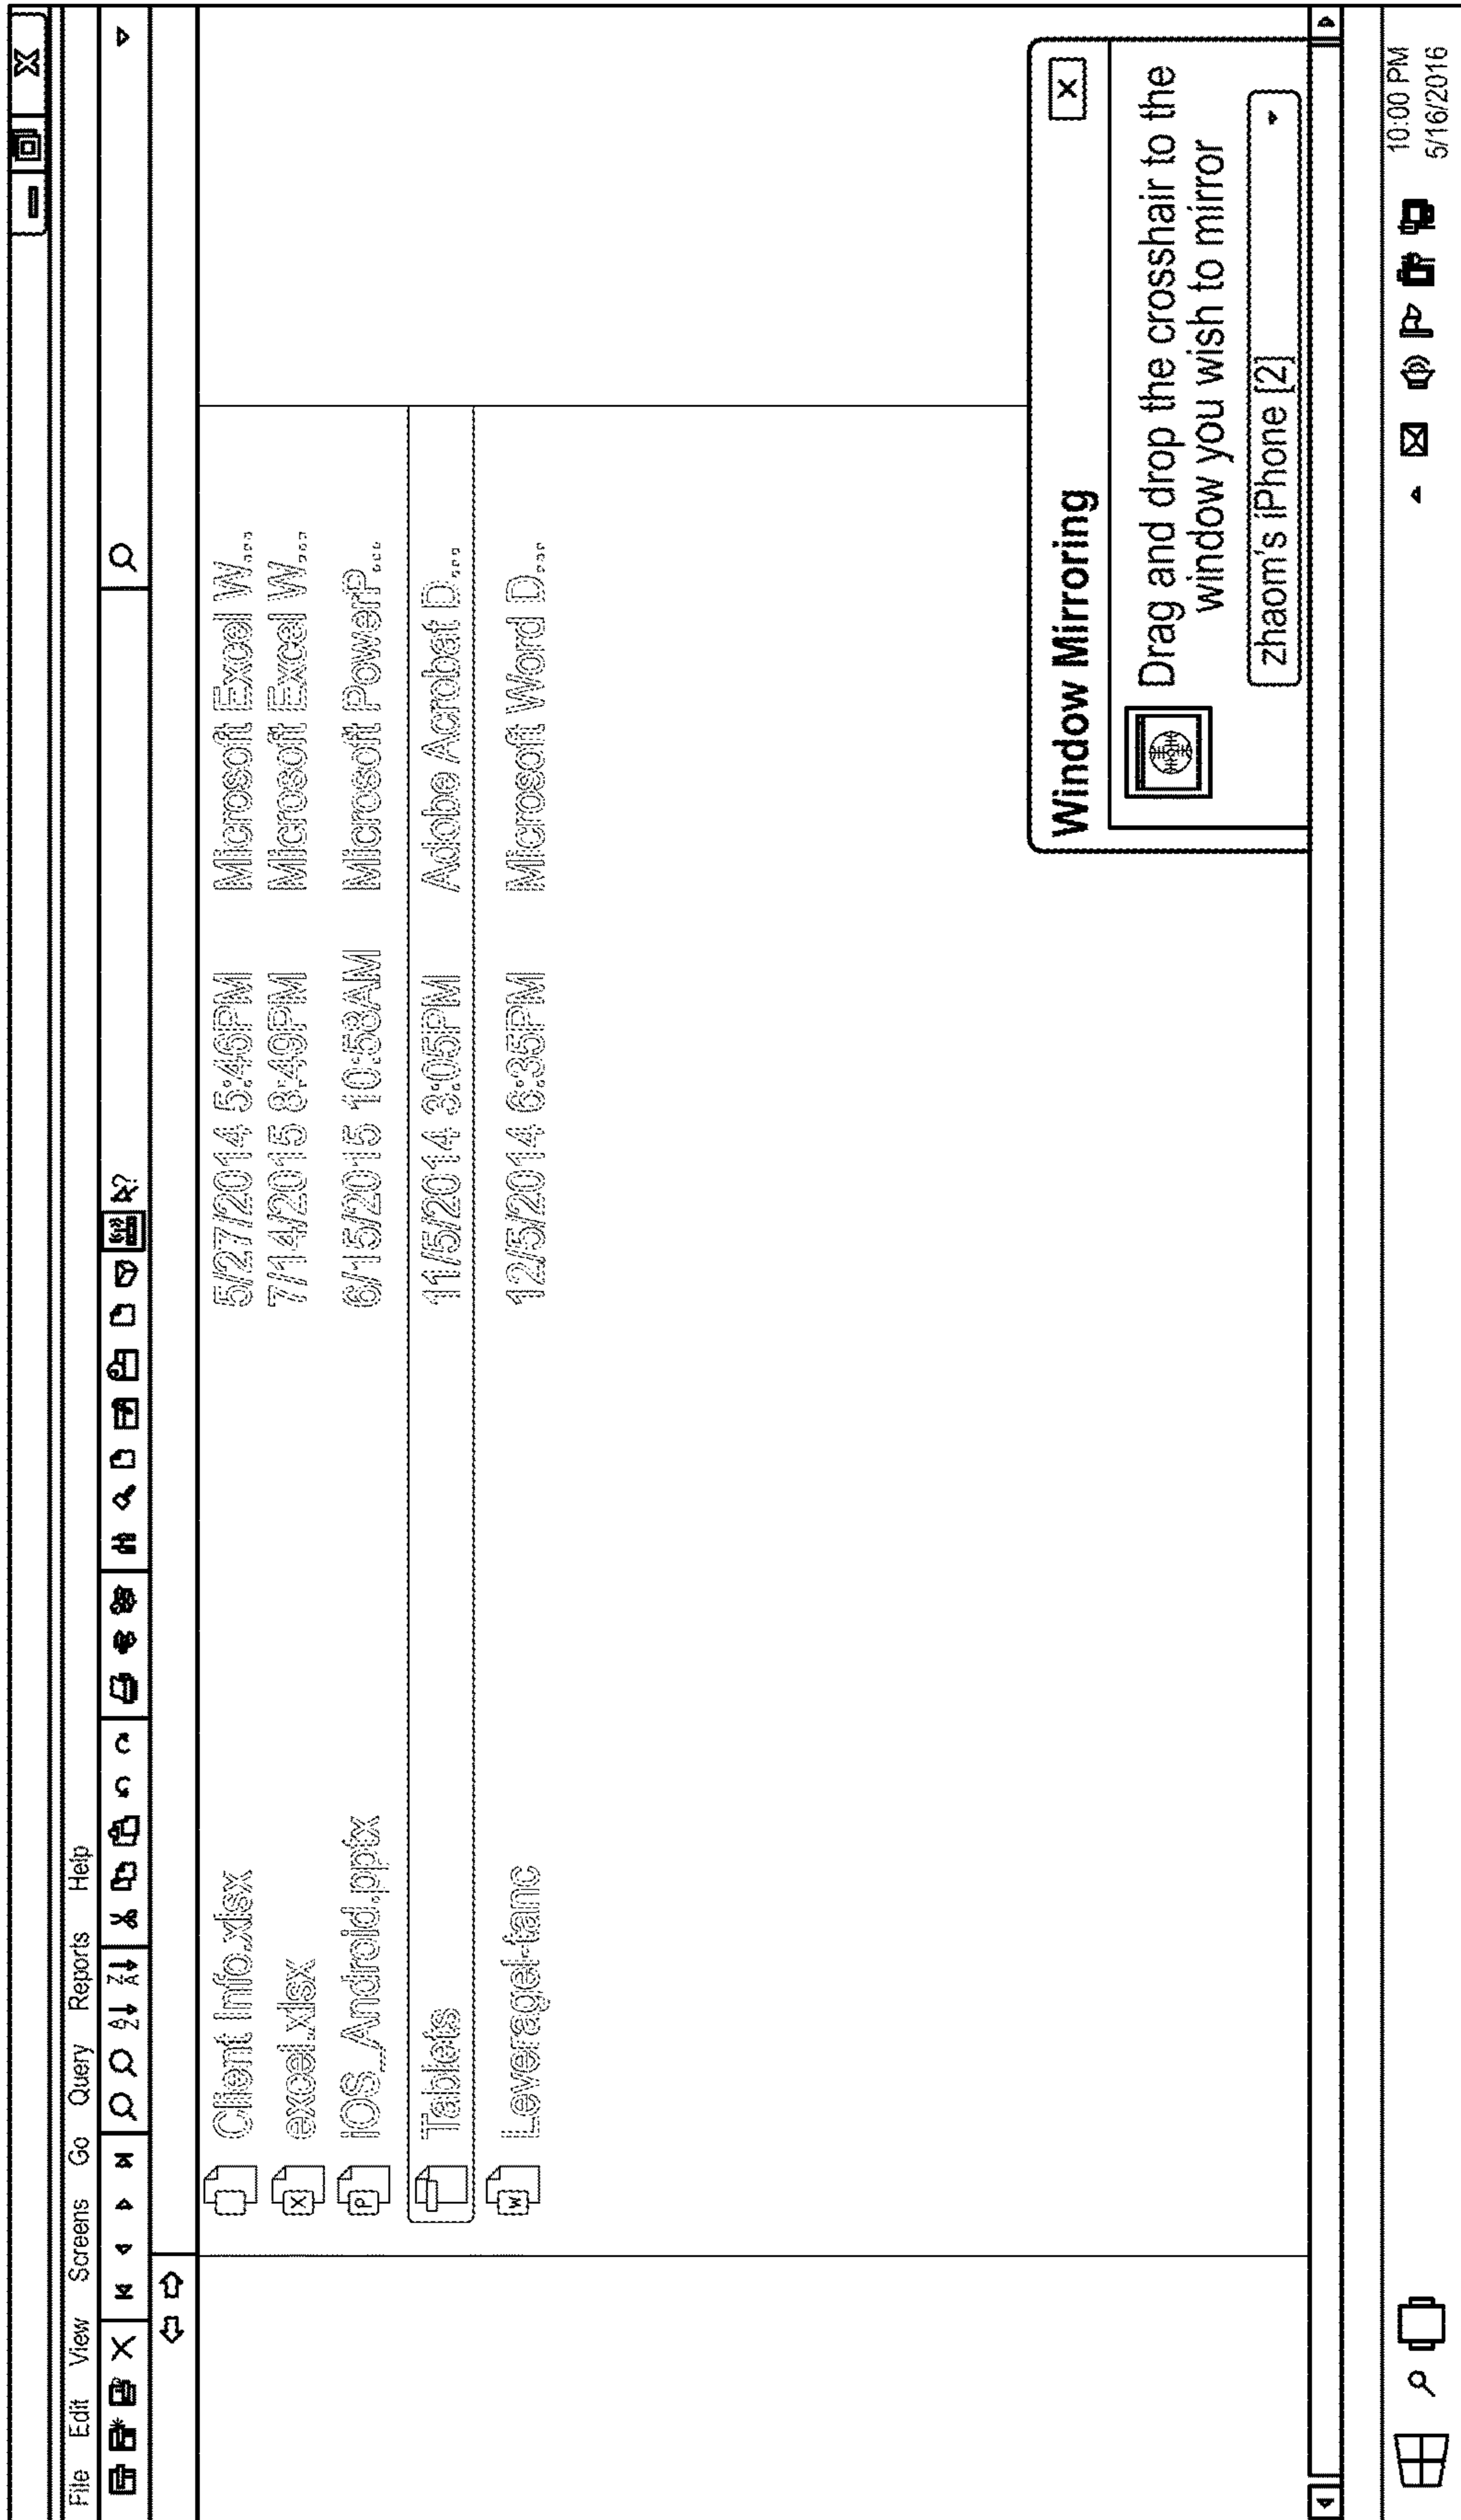 File Edit View Screens Go Query Reports Help
Client Info.xlsx 5/27/2014 5:46PM Microsoft Excel W...
excel.xlsx 7/14/2015 8:49PM Microsoft Excel W...
iOS_Android.pptx 6/15/2015 10:58AM Microsoft PowerP...
Tablets 11/5/2014 3:05PM Adobe Acrobat D...
Leveragel-tanc 12/5/2014 6:35PM Microsoft Word D...
Window Mirroring
Drag and drop the crosshair to the
window you wish to mirror
zhaom's iPhone [2]
10:00 PM
5/16/2016